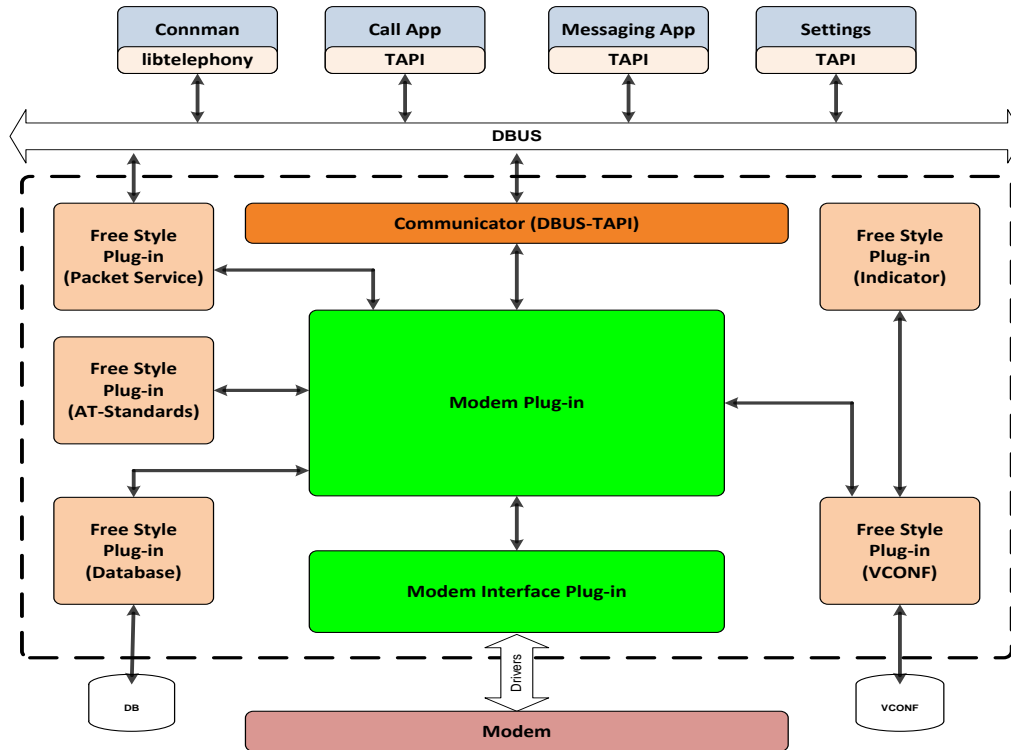 Connman
libtelephony
Call App
TAPI
Messaging App
TAPI
Settings
TAPI
DBUS
Free Style
Plug-in
(Packet Service)
Communicator (DBUS-TAPI)
Free Style
Plug-in
(Indicator)
Free Style
Plug-in
(AT-Standards)
Modem Plug-in
Free Style
Plug-in
(Database)
Modem Interface Plug-in
Free Style
Plug-in
(VCONF)
Drivers
DB
VCONF
Modem